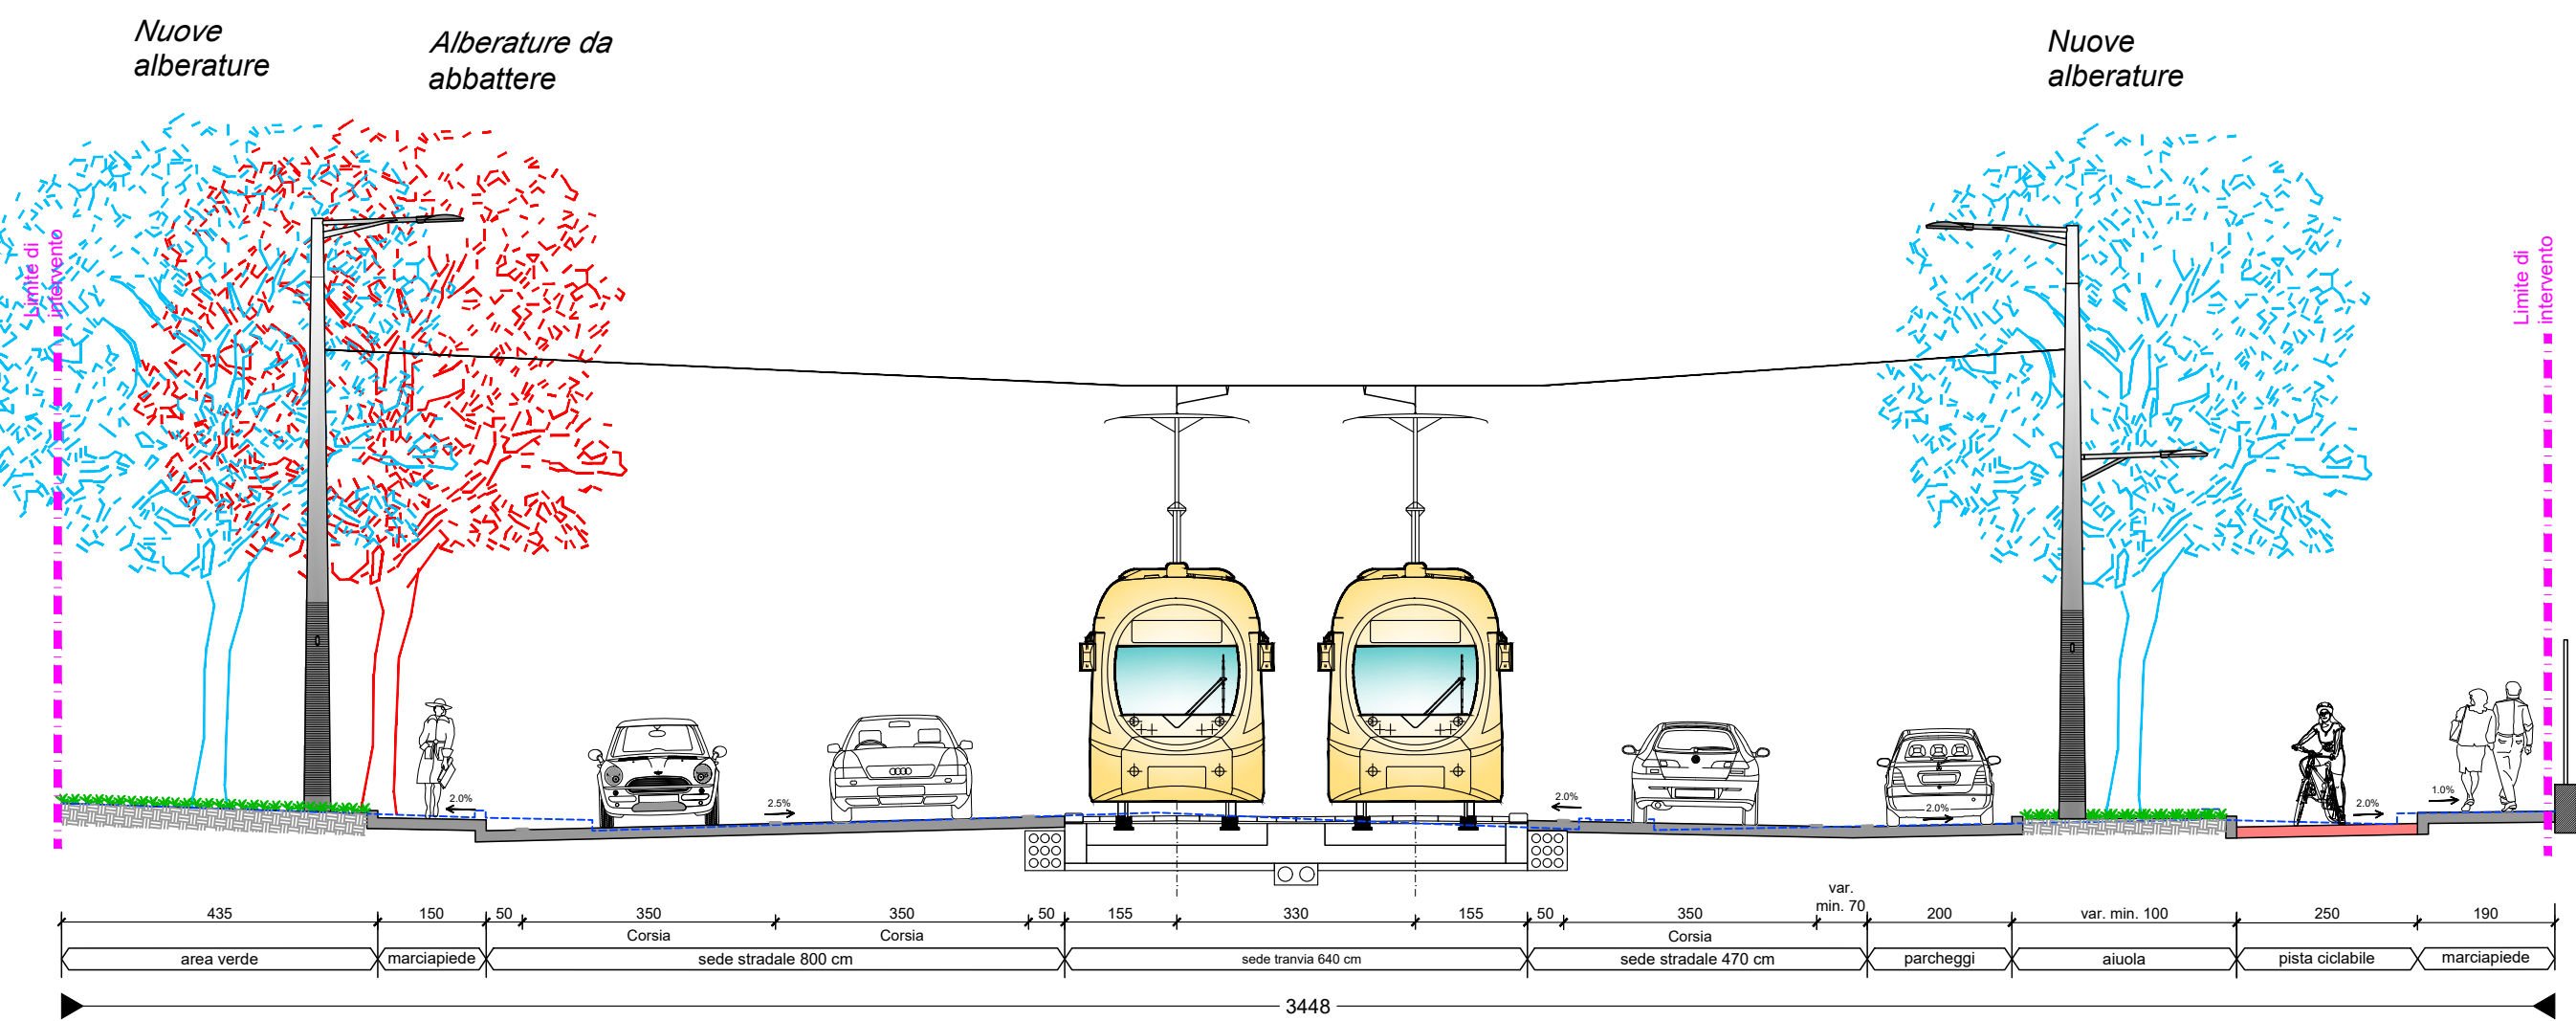 Nuove
alberature
Alberature da
abbattere
Nuove
alberature
Limite di
intervento
Limite di
intervento
2.0%
2.5%
2.0%
2.0%
2.0%
1.0%
435
150
50
350
350
50
155
330
155
50
350
var.
min. 70
200
var. min. 100
250
190
Corsia
Corsia
Corsia
area verde
marciapiede
sede stradale 800 cm
sede tranvia 640 cm
sede stradale 470 cm
parcheggi
aiuola
pista ciclabile
marciapiede
3448